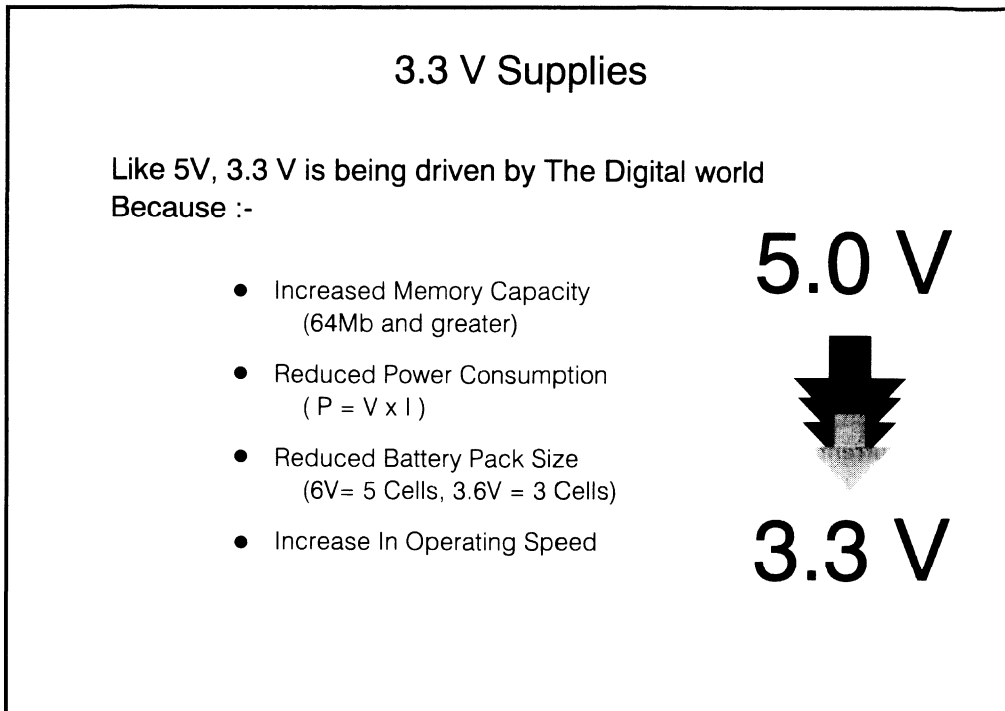 3.3 V Supplies
Like 5V, 3.3 V is being driven by The Digital world
Because :-
● Increased Memory Capacity
(64Mb and greater)
● Reduced Power Consumption
( P = V x I )
● Reduced Battery Pack Size
(6V= 5 Cells, 3.6V = 3 Cells)
● Increase In Operating Speed
5.0 V
3.3 V